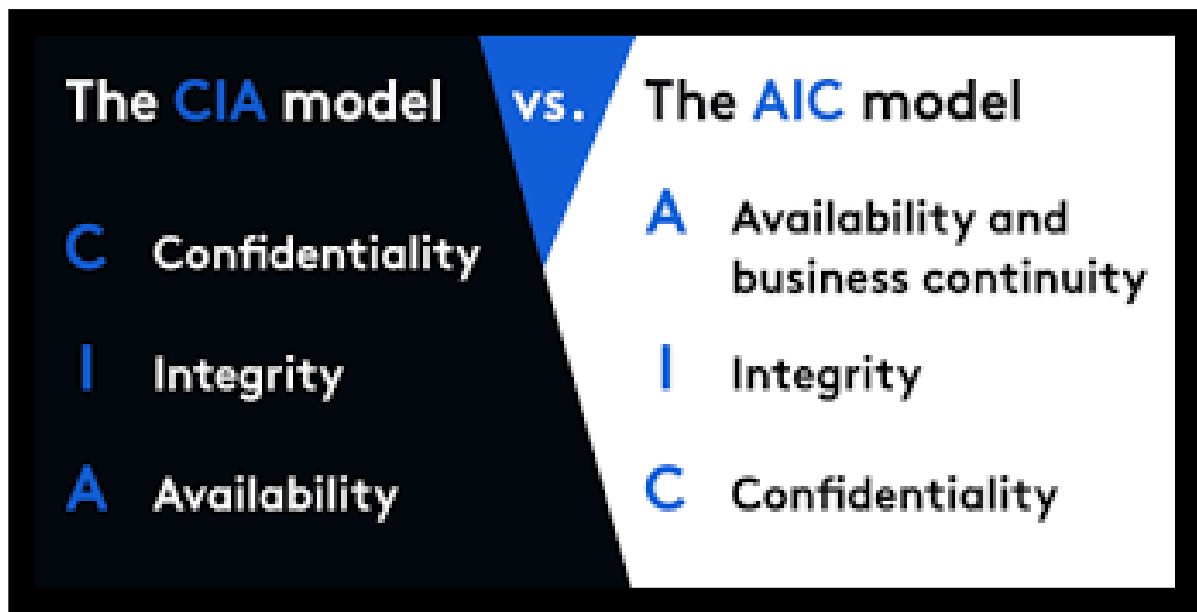 The CIA model
C Confidentiality
I Integrity
A Availability
vs.
The AIC model
A Availability and
business continuity
I Integrity
C Confidentiality